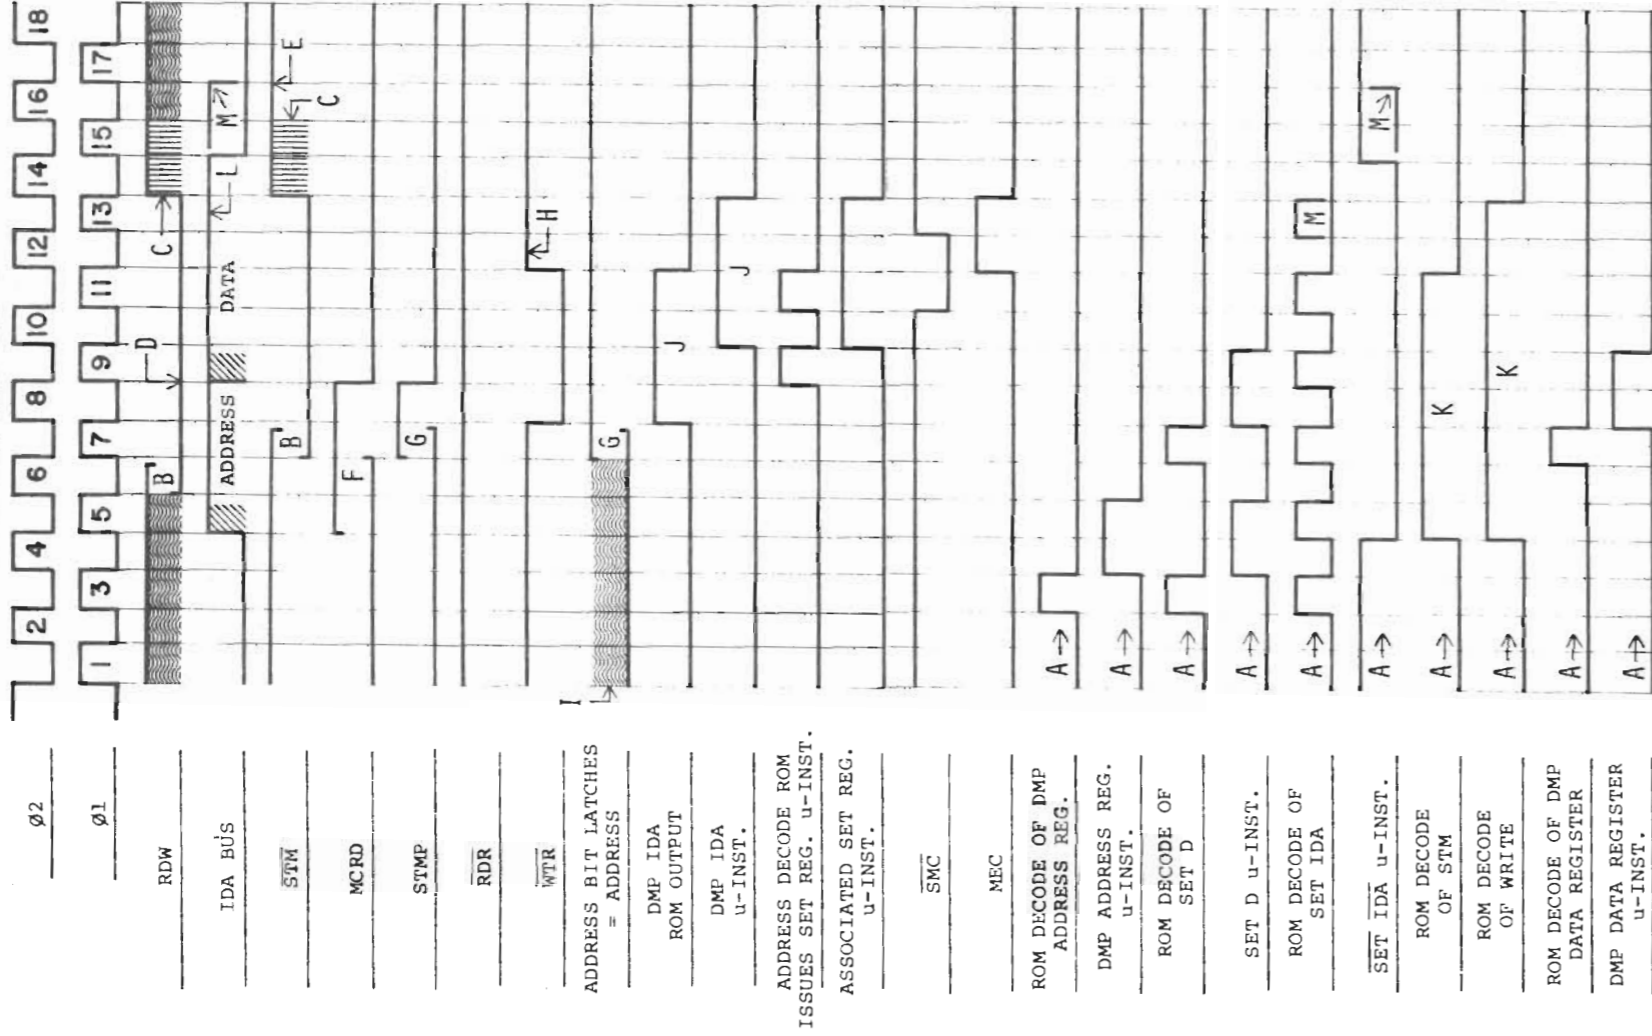 Ø2
2 4 6 8 10 12 14 16 18
Ø1
1 3 5 7 9 11 13 15 17
RDW
B D C
IDA BUS
ADDRESS DATA L M
STM
B C E
MCRD
F
STMP
G
RDR
WTR
H
ADDRESS BIT LATCHES
= ADDRESS
I G
DMP IDA
ROM OUTPUT
J
DMP IDA
u-INST.
J
ADDRESS DECODE ROM
ISSUES SET REG. u-INST.
ASSOCIATED SET REG.
u-INST.
SMC
MEC
ROM DECODE OF DMP
ADDRESS REG.
A
DMP ADDRESS REG.
u-INST.
A
ROM DECODE OF
SET D
A
SET D u-INST.
A
ROM DECODE OF
SET IDA
A M
SET IDA u-INST.
A M
ROM DECODE
OF STM
A K
ROM DECODE
OF WRITE
A K
ROM DECODE OF DMP
DATA REGISTER
A
DMP DATA REGISTER
u-INST.
A